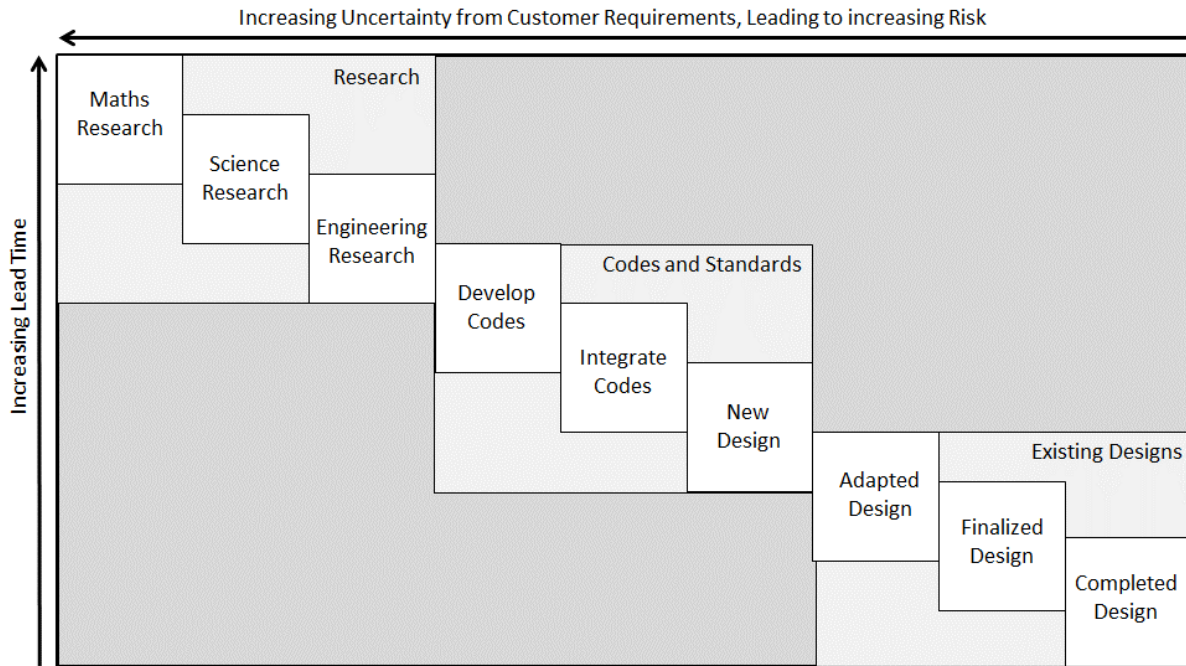 Increasing Uncertainty from Customer Requirements, Leading to increasing Risk
Increasing Lead Time
Research
Maths
Research
Science
Research
Engineering
Research
Codes and Standards
Develop
Codes
Integrate
Codes
New
Design
Existing Designs
Adapted
Design
Finalized
Design
Completed
Design